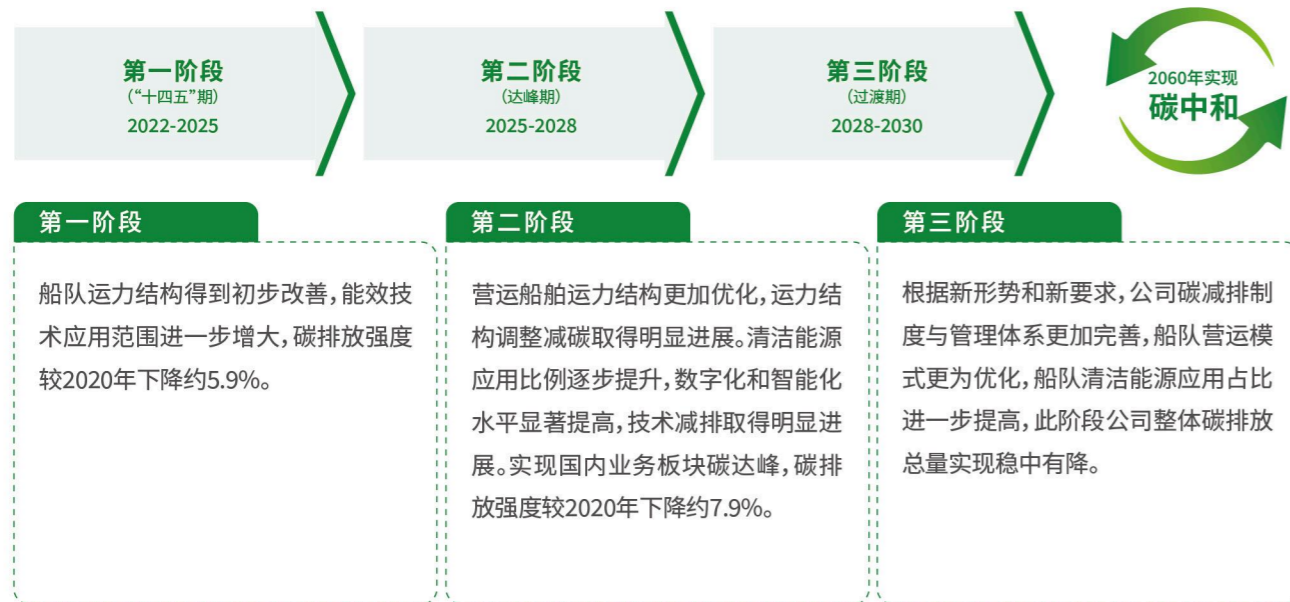 第一阶段
(“十四五”期)
2022-2025
第二阶段
(达峰期)
2025-2028
第三阶段
(过渡期)
2028-2030
2060年实现
碳中和
第一阶段
船队运力结构得到初步改善,能效技
术应用范围进一步增大,碳排放强度
较2020年下降约5.9%。
第二阶段
营运船舶运力结构更加优化,运力结
构调整减碳取得明显进展。清洁能源
应用比例逐步提升,数字化和智能化
水平显著提高,技术减排取得明显进
展。实现国内业务板块碳达峰,碳排
放强度较2020年下降约7.9%。
第三阶段
根据新形势和新要求,公司碳减排制
度与管理体系更加完善,船队营运模
式更为优化,船队清洁能源应用占比
进一步提高,此阶段公司整体碳排放
总量实现稳中有降。